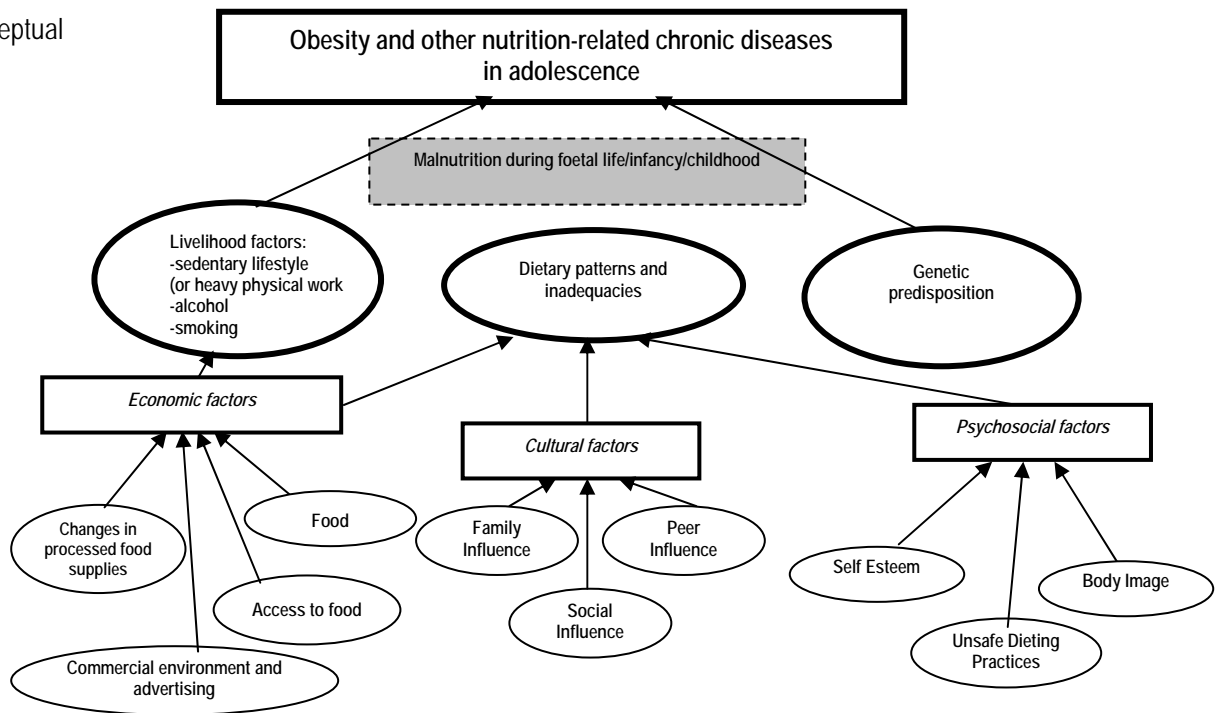 eptual
Obesity and other nutrition-related chronic diseases
in adolescence
Malnutrition during foetal life/infancy/childhood
Livelihood factors:
-sedentary lifestyle
(or heavy physical work
-alcohol
-smoking
Dietary patterns and
inadequacies
Genetic
predisposition
Economic factors
Cultural factors
Psychosocial factors
Changes in
processed food
supplies
Food
Access to food
Commercial environment and
advertising
Family
Influence
Peer
Influence
Social
Influence
Self Esteem
Unsafe Dieting
Practices
Body Image